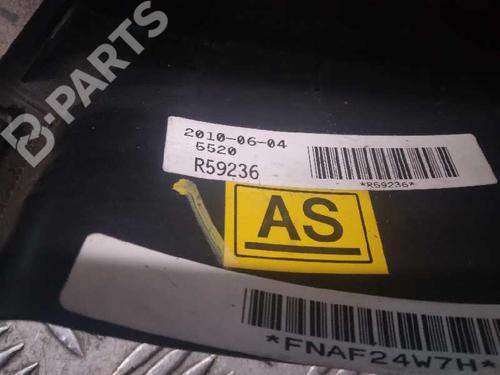 B-PARTS
2010-06-04
5520
R59236
*R59236*
AS
*FNAF24W7H*